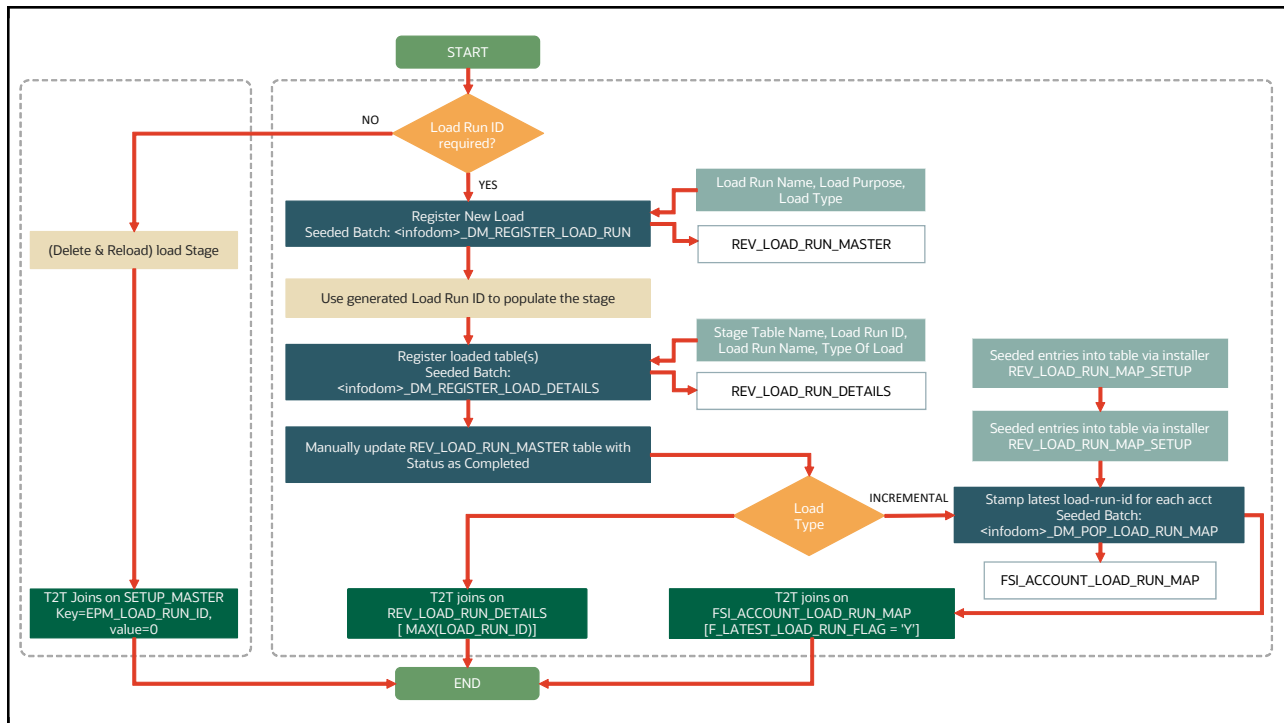 START
NO
Load Run ID
required?
YES
Load Run Name, Load Purpose,
Load Type
Register New Load
Seeded Batch: <infodom>_DM_REGISTER_LOAD_RUN
REV_LOAD_RUN_MASTER
(Delete & Reload) load Stage
Use generated Load Run ID to populate the stage
Stage Table Name, Load Run ID,
Load Run Name, Type Of Load
Register loaded table(s)
Seeded Batch:
<infodom>_DM_REGISTER_LOAD_DETAILS
REV_LOAD_RUN_DETAILS
Seeded entries into table via installer
REV_LOAD_RUN_MAP_SETUP
Seeded entries into table via installer
REV_LOAD_RUN_MAP_SETUP
Manually update REV_LOAD_RUN_MASTER table with
Status as Completed
Load
Type
INCREMENTAL
Stamp latest load-run-id for each acct
Seeded Batch:
<infodom>_DM_POP_LOAD_RUN_MAP
FSI_ACCOUNT_LOAD_RUN_MAP
T2T Joins on SETUP_MASTER
Key=EPM_LOAD_RUN_ID,
value=0
T2T joins on
REV_LOAD_RUN_DETAILS
[ MAX(LOAD_RUN_ID)]
T2T joins on
FSI_ACCOUNT_LOAD_RUN_MAP
[F_LATEST_LOAD_RUN_FLAG = 'Y']
END